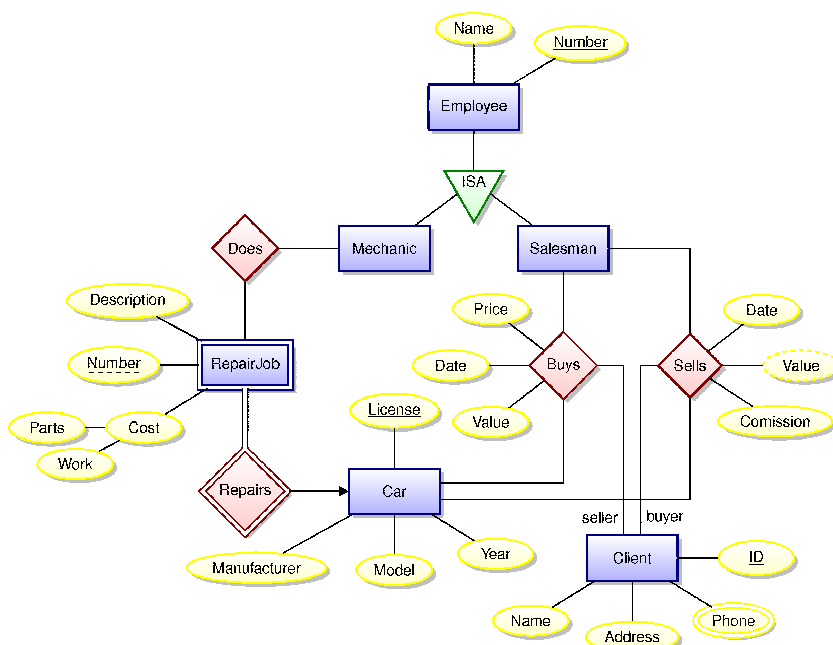 Name
Number
Employee
ISA
Does
Mechanic
Salesman
Description
Price
Date
Number
RepairJob
Date
Buys
Sells
Value
License
Value
Comission
Parts
Cost
Work
Repairs
Car
seller
buyer
Manufacturer
Model
Year
Client
ID
Name
Address
Phone